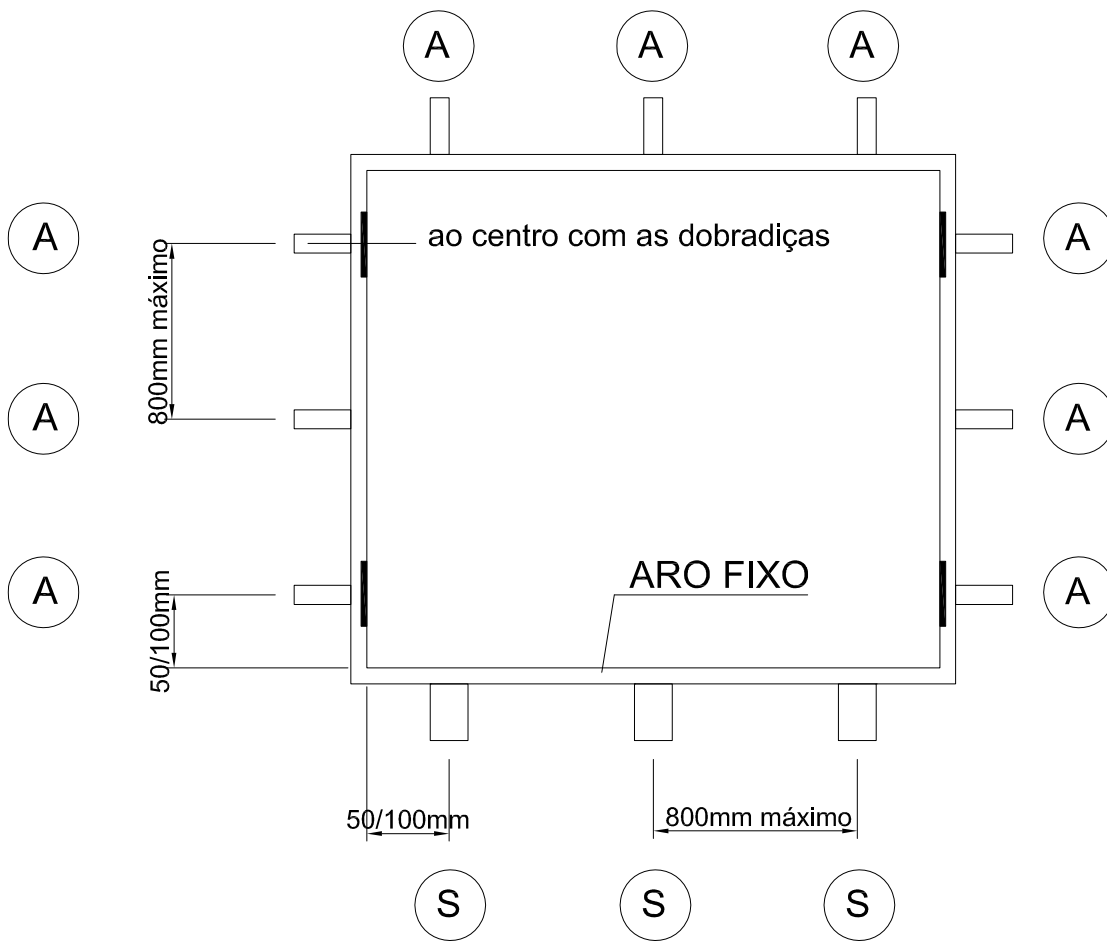 A A A
A ao centro com as dobradiças A
800mm máximo
A A
ARO FIXO
A A
50/100mm
50/100mm 800mm máximo
S S S